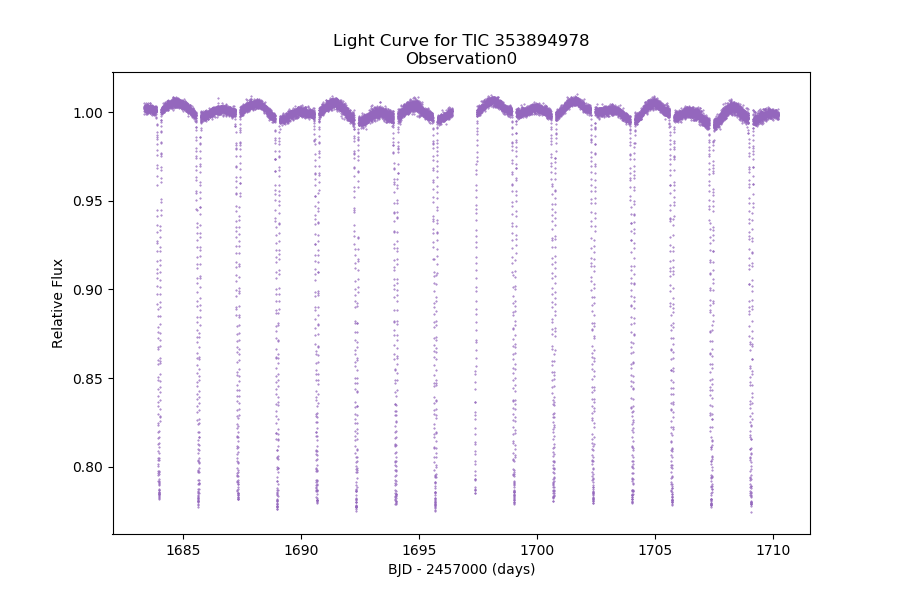 Light Curve for TIC 353894978
Observation0
1.00
0.95
0.90
0.85
0.80
Relative Flux
1685
1690
1695
1700
1705
1710
BJD - 2457000 (days)